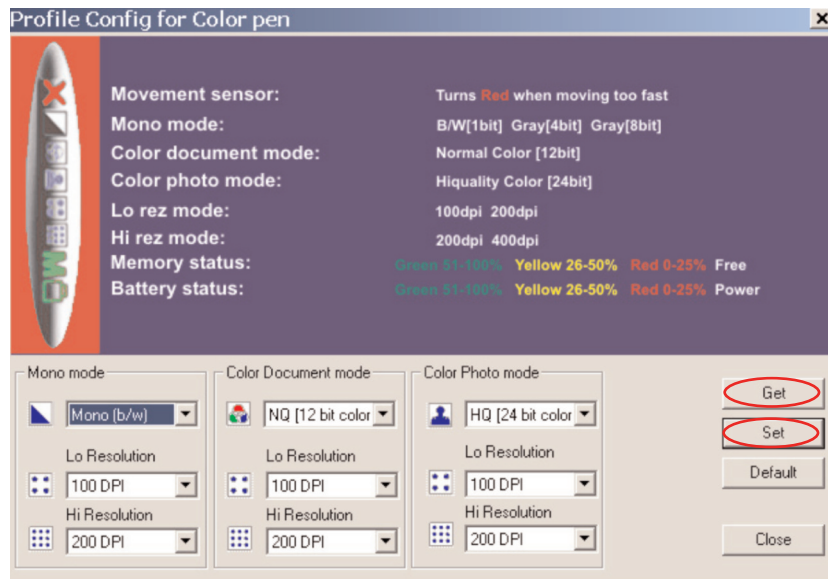 Profile Config for Color pen
Movement sensor: Turns Red when moving too fast
Mono mode: B/W[1bit] Gray[4bit] Gray[8bit]
Color document mode: Normal Color [12bit]
Color photo mode: Hiquality Color [24bit]
Lo rez mode: 100dpi 200dpi
Hi rez mode: 200dpi 400dpi
Memory status: Green 51-100% Yellow 26-50% Red 0-25% Free
Battery status: Green 51-100% Yellow 26-50% Red 0-25% Power
Mono mode
Mono (b/w)
Lo Resolution
100 DPI
Hi Resolution
200 DPI
Color Document mode
NQ [12 bit color
Lo Resolution
100 DPI
Hi Resolution
200 DPI
Color Photo mode
HQ [24 bit color
Lo Resolution
100 DPI
Hi Resolution
200 DPI
Get
Set
Default
Close